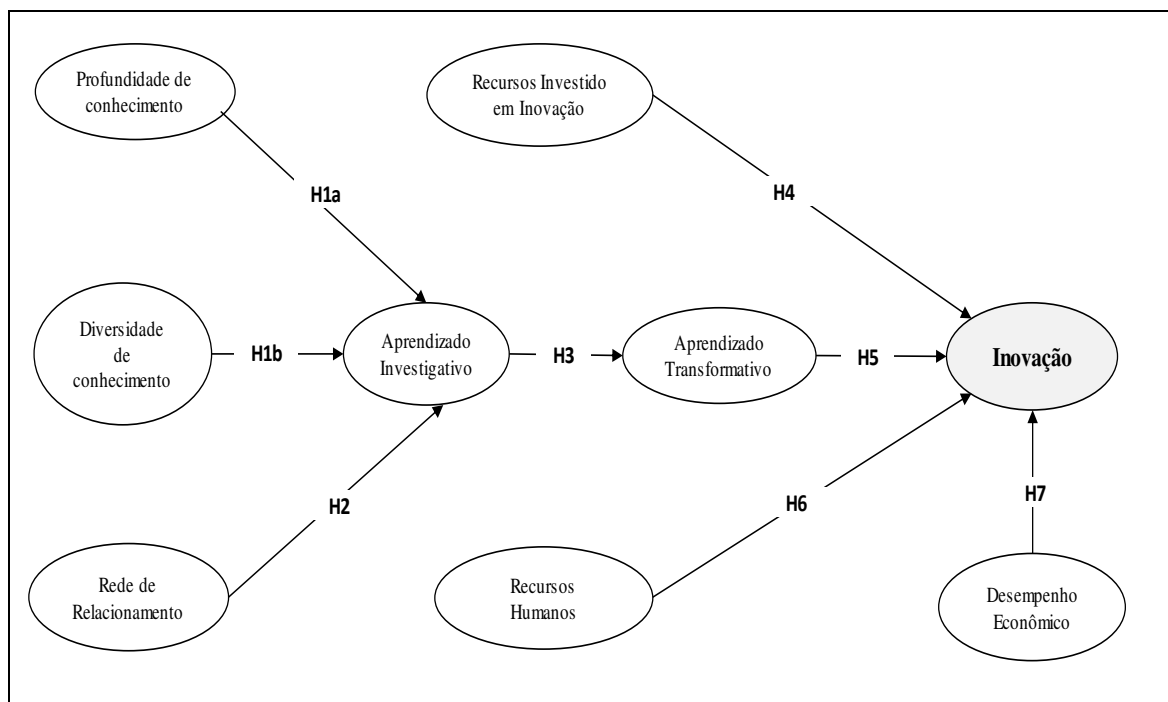 Profundidade de
conhecimento
Recursos Investido
em Inovação
H1a
H4
Diversidade
de
conhecimento
H1b
Aprendizado
Investigativo
H3
Aprendizado
Transformativo
H5
Inovação
H2
H6
H7
Rede de
Relacionamento
Recursos
Humanos
Desempenho
Econômico